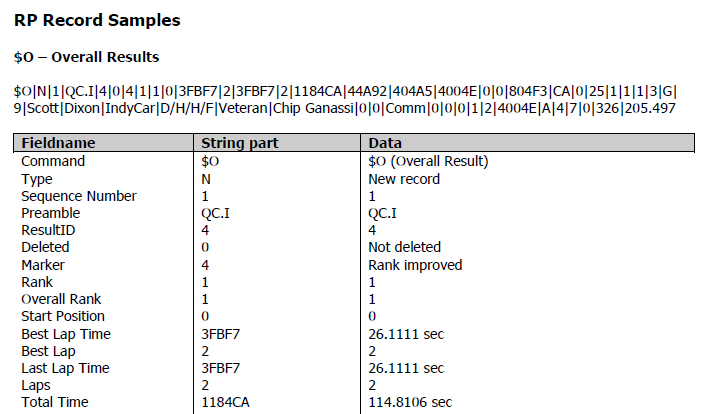 RP Record Samples
$O – Overall Results
$O|N|1|QC.I|4|0|4|1|1|0|3FBF7|2|3FBF7|2|1184CA|44A92|404A5|4004E|0|0|804F3|CA|0|25|1|1|1|3|G|
9|Scott|Dixon|IndyCar|D/H/H/F|Veteran|Chip Ganassi|0|0|Comm|0|0|0|1|2|4004E|A|4|7|0|326|205.497
Fieldname String part Data
Command $O $O (Overall Result)
Type N New record
Sequence Number 1 1
Preamble QC.I QC.I
ResultID 4 4
Deleted 0 Not deleted
Marker 4 Rank improved
Rank 1 1
Overall Rank 1 1
Start Position 0 0
Best Lap Time 3FBF7 26.1111 sec
Best Lap 2 2
Last Lap Time 3FBF7 26.1111 sec
Laps 2 2
Total Time 1184CA 114.8106 sec